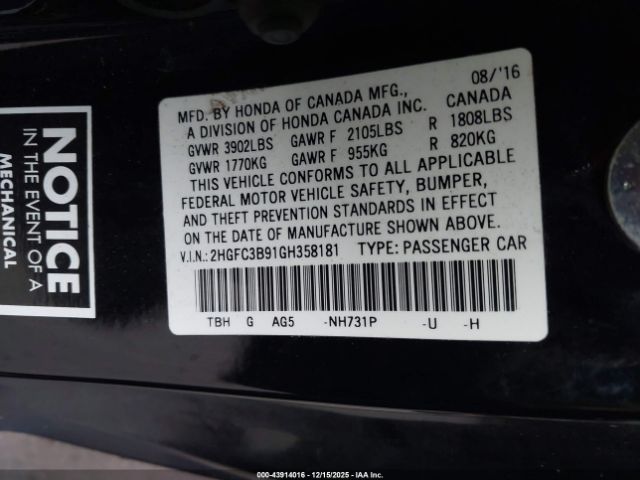 08/'16
MFD. BY HONDA OF CANADA MFG.,
A DIVISION OF HONDA CANADA INC. CANADA
GVWR 3902LBS GAWR F 2105LBS R 1808LBS
GVWR 1770KG GAWR F 955KG R 820KG
THIS VEHICLE CONFORMS TO ALL APPLICABLE
FEDERAL MOTOR VEHICLE SAFETY, BUMPER,
AND THEFT PREVENTION STANDARDS IN EFFECT
ON THE DATE OF MANUFACTURE SHOWN ABOVE.
V.I.N.:2HGFC3B91GH358181 TYPE: PASSENGER CAR
TBH G AG5 -NH731P -U -H
NOTICE
IN THE EVENT OF A
MECHANICAL
000-43914016 - 12/15/2025 - Copyright © IAA, Inc.